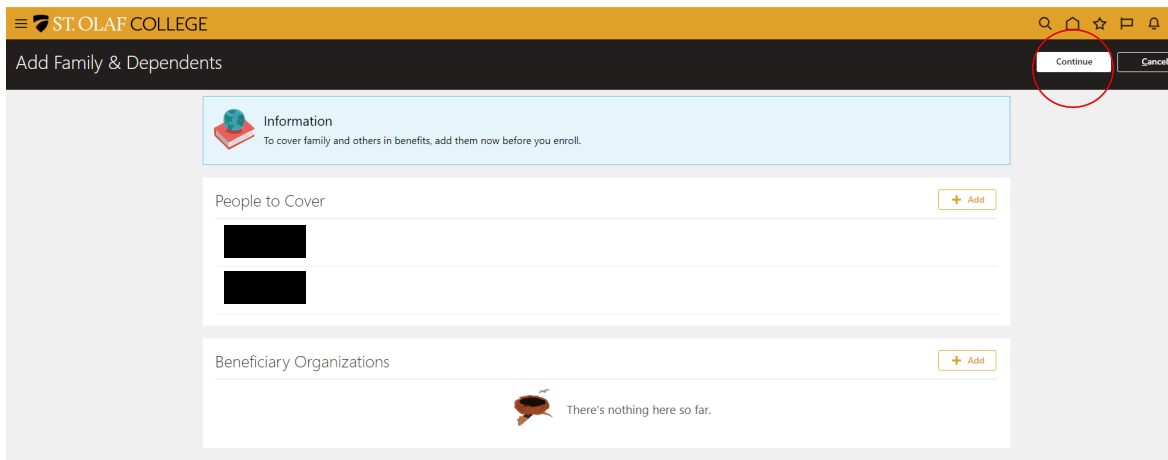 ST. OLAF COLLEGE
Add Family & Dependents
Continue
Cancel
Information
To cover family and others in benefits, add them now before you enroll.
People to Cover
+ Add
Beneficiary Organizations
+ Add
There's nothing here so far.